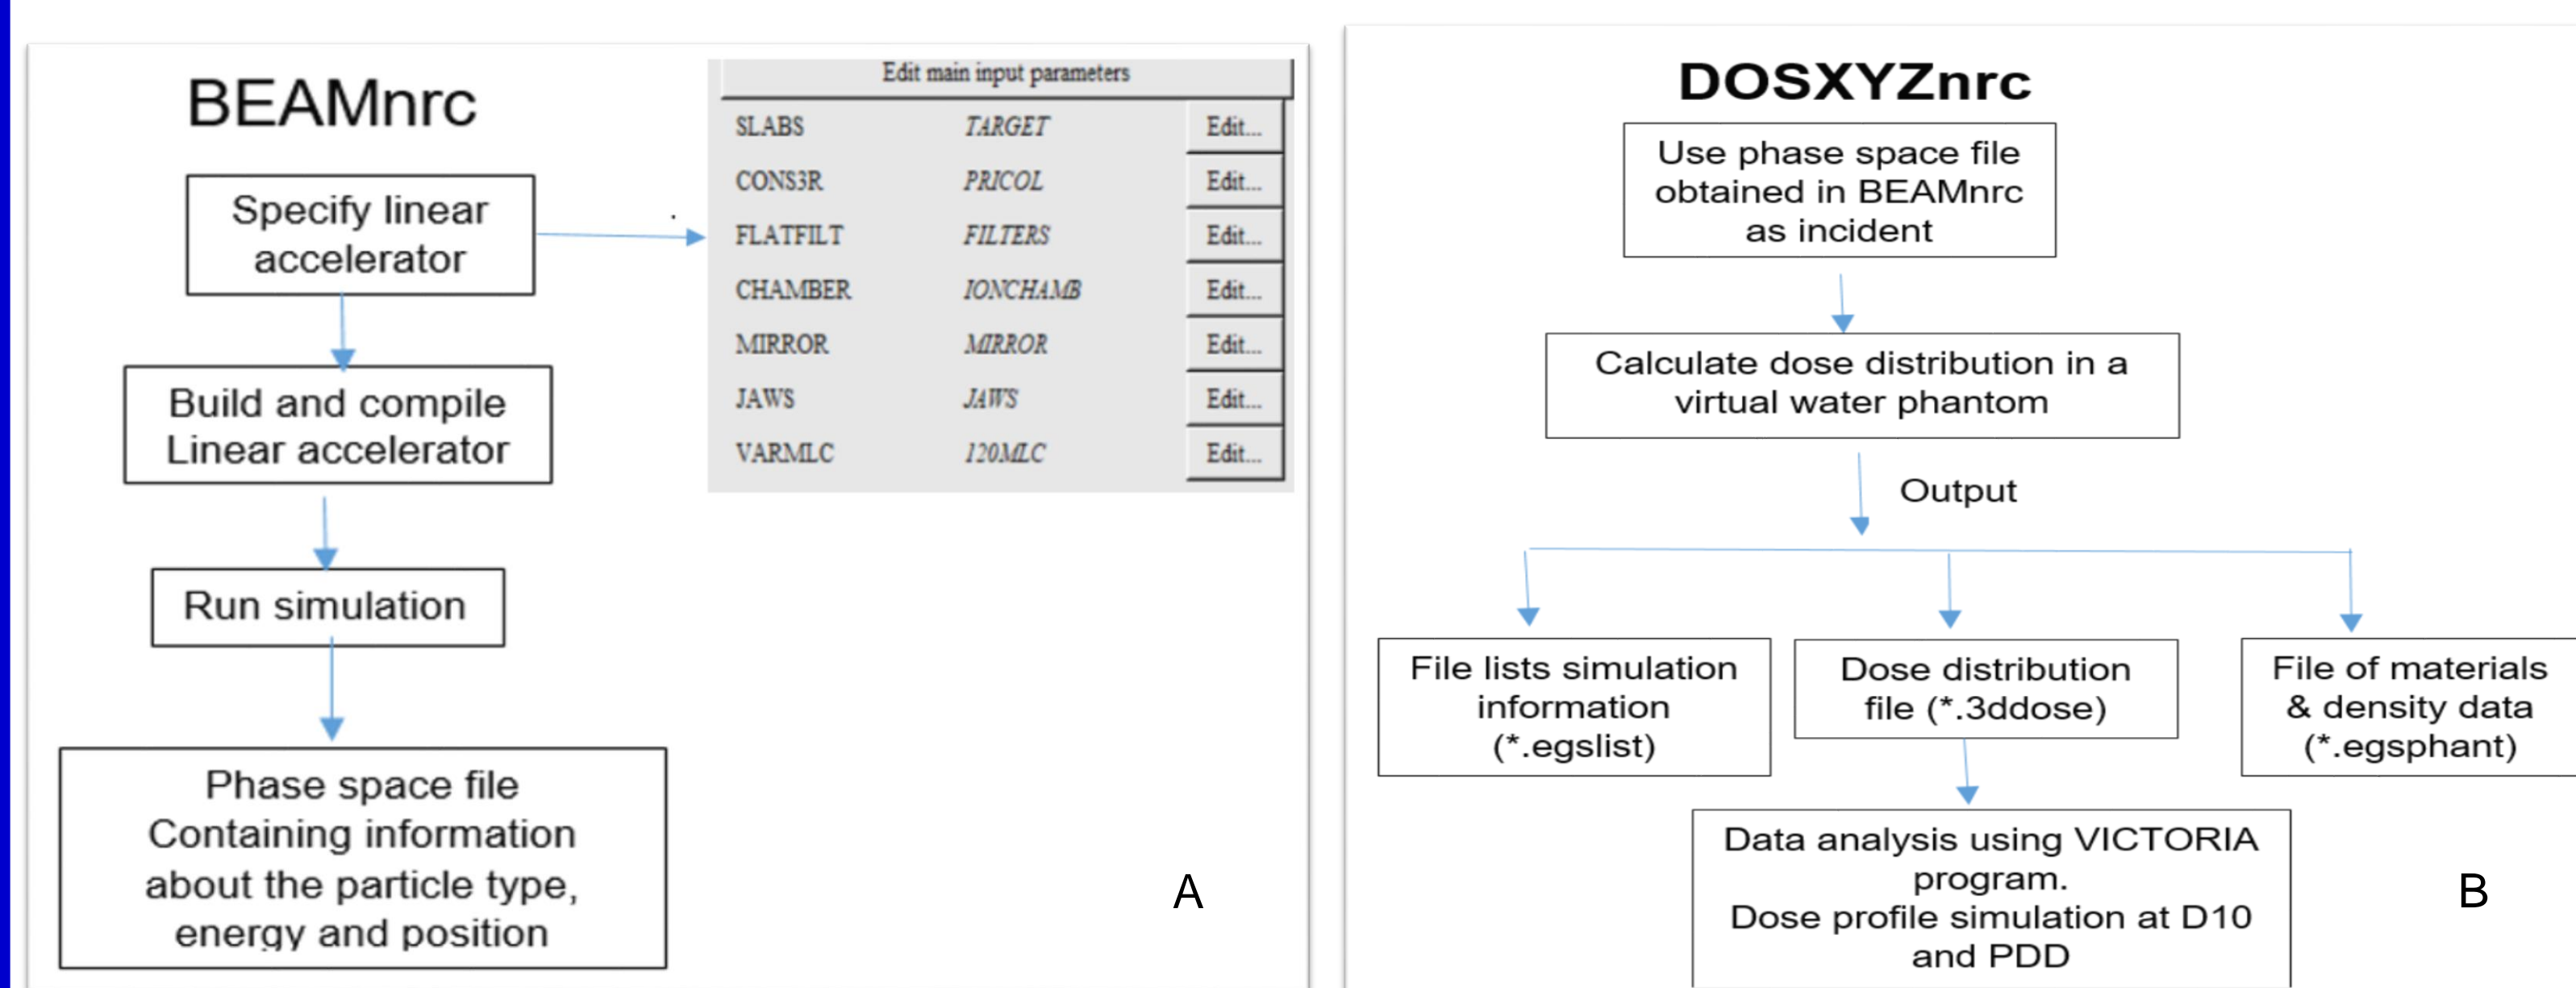 BEAMnrc
Specify linear
accelerator
Build and compile
Linear accelerator
Run simulation
Phase space file
Containing information
about the particle type,
energy and position
Edit main input parameters
SLABS TARGET Edit...
CONS3R PRICOL Edit...
FLATFILT FILTERS Edit...
CHAMBER IONCHAMB Edit...
MIRROR MIRROR Edit...
JAWS JAWS Edit...
VARMLC 120MLC Edit...
A
DOSXYZnrc
Use phase space file
obtained in BEAMnrc
as incident
Calculate dose distribution in a
virtual water phantom
Output
File lists simulation
information
(*.egslist)
Dose distribution
file (*.3ddose)
File of materials
& density data
(*.egsphant)
Data analysis using VICTORIA
program.
Dose profile simulation at D10
and PDD
B